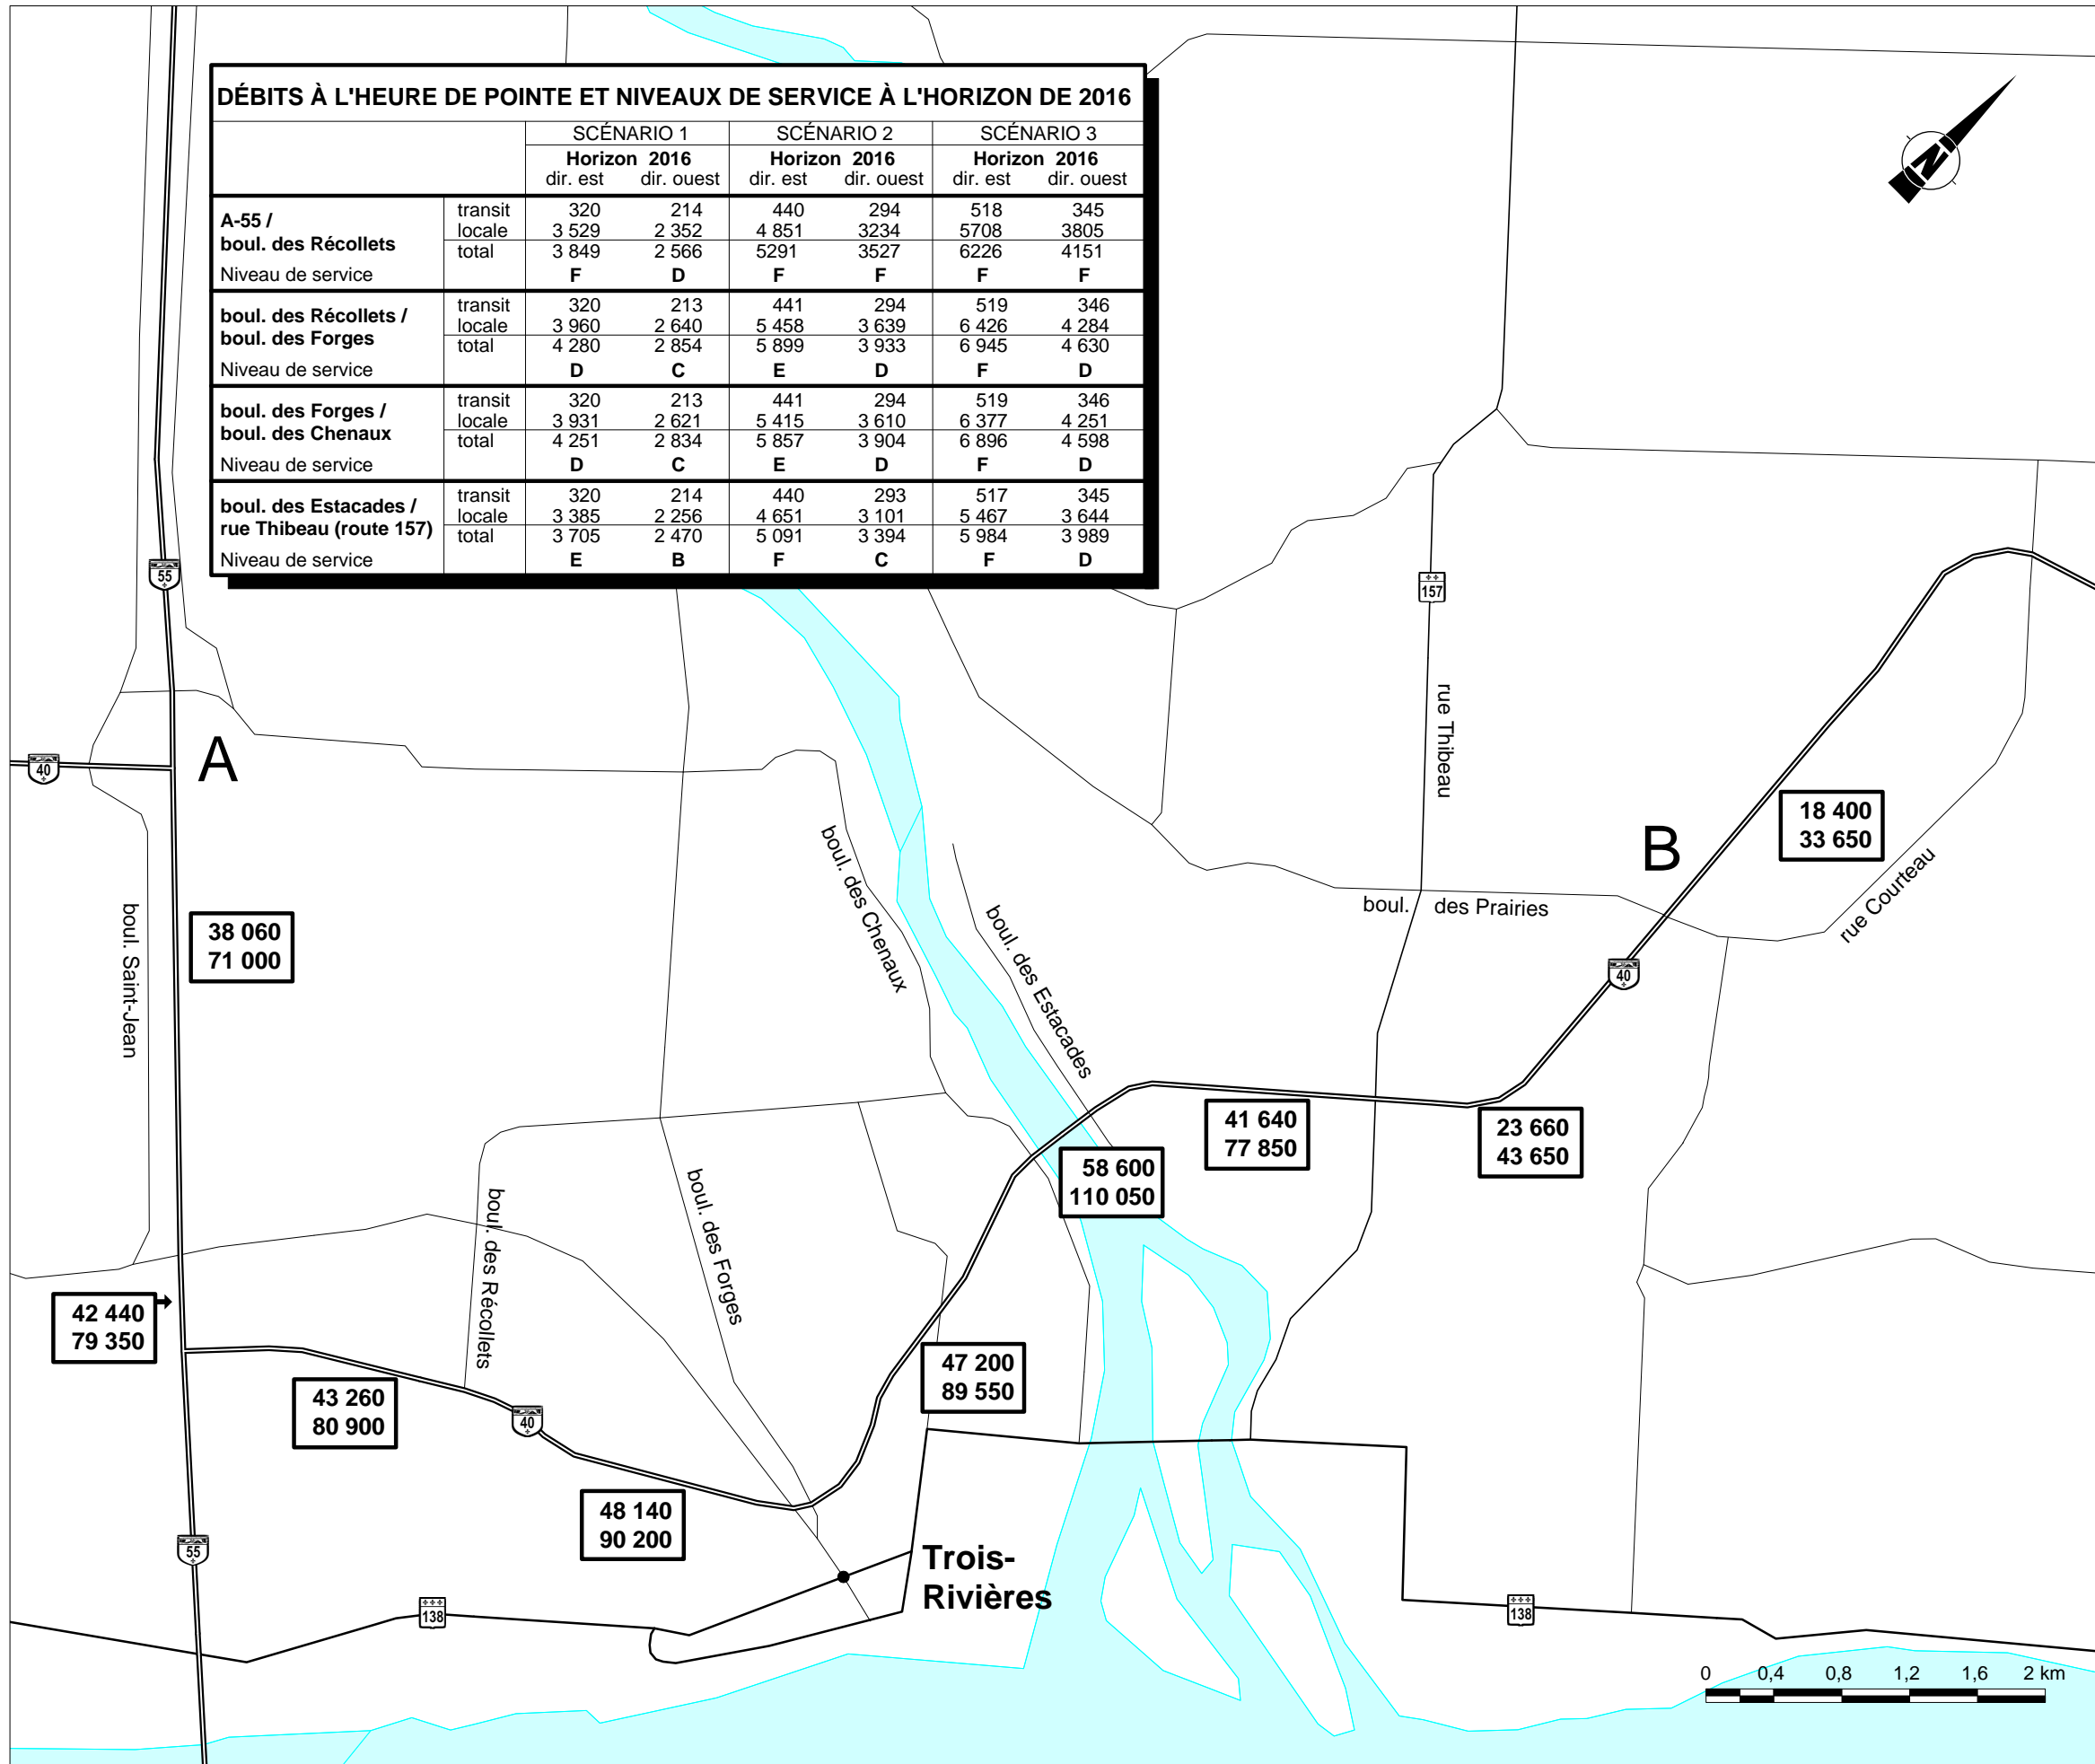 DÉBITS À L'HEURE DE POINTE ET NIVEAUX DE SERVICE À L'HORIZON DE 2016
SCÉNARIO 1 SCÉNARIO 2 SCÉNARIO 3
Horizon 2016 Horizon 2016 Horizon 2016
dir. est dir. ouest dir. est dir. ouest dir. est dir. ouest
A-55 /
boul. des Récollets
transit 320 214 440 294 518 345
locale 3 529 2 352 4 851 3234 5708 3805
total 3 849 2 566 5291 3527 6226 4151
Niveau de service F D F F F F
boul. des Récollets /
boul. des Forges
transit 320 213 441 294 519 346
locale 3 960 2 640 5 458 3 639 6 426 4 284
total 4 280 2 854 5 899 3 933 6 945 4 630
Niveau de service D C E D F D
boul. des Forges /
boul. des Chenaux
transit 320 213 441 294 519 346
locale 3 931 2 621 5 415 3 610 6 377 4 251
total 4 251 2 834 5 857 3 904 6 896 4 598
Niveau de service D C E D F D
boul. des Estacades /
rue Thibeau (route 157)
transit 320 214 440 293 517 345
locale 3 385 2 256 4 651 3 101 5 467 3 644
total 3 705 2 470 5 091 3 394 5 984 3 989
Niveau de service E B F C F D
N
55
157
rue Thibeau
40
A
18 400
33 650
B
boul. des Chenaux
rue Courteau
boul. des Prairies
boul. Saint-Jean
38 060
71 000
boul. des Estacades
40
41 640
77 850
23 660
43 650
58 600
110 050
boul. des Récollets
boul. des Forges
42 440
79 350
47 200
89 550
43 260
80 900
40
48 140
90 200
55
Trois-
Rivières
138
138
0 0,4 0,8 1,2 1,6 2 km